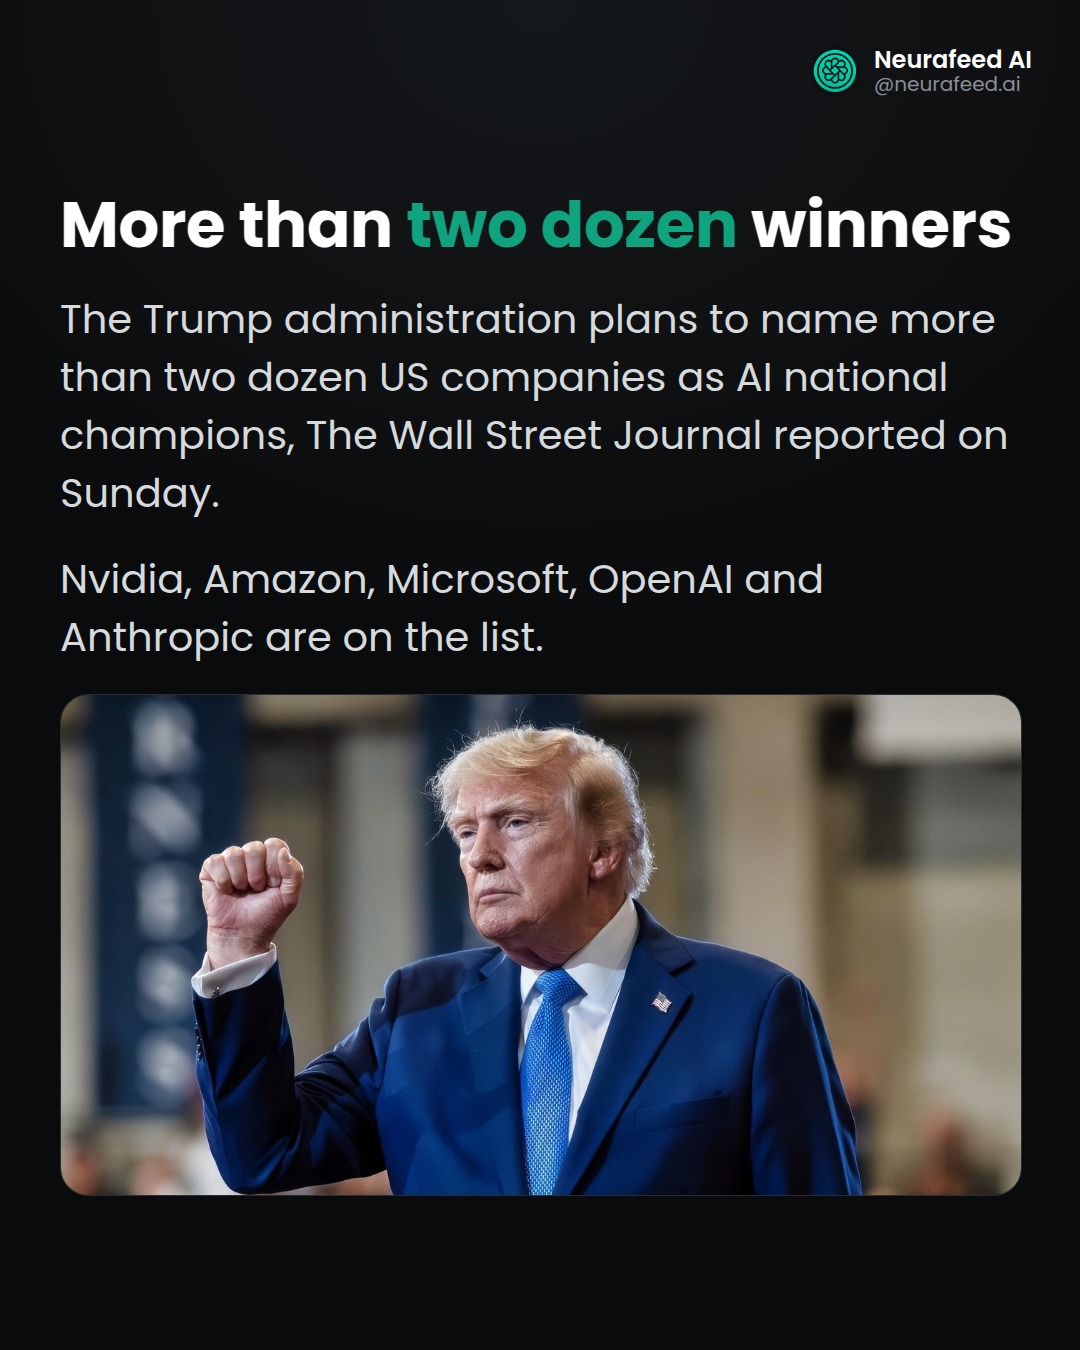 Neurafeed AI
@neurafeed.ai
More than two dozen winners
The Trump administration plans to name more
than two dozen US companies as AI national
champions, The Wall Street Journal reported on
Sunday.
Nvidia, Amazon, Microsoft, OpenAI and
Anthropic are on the list.